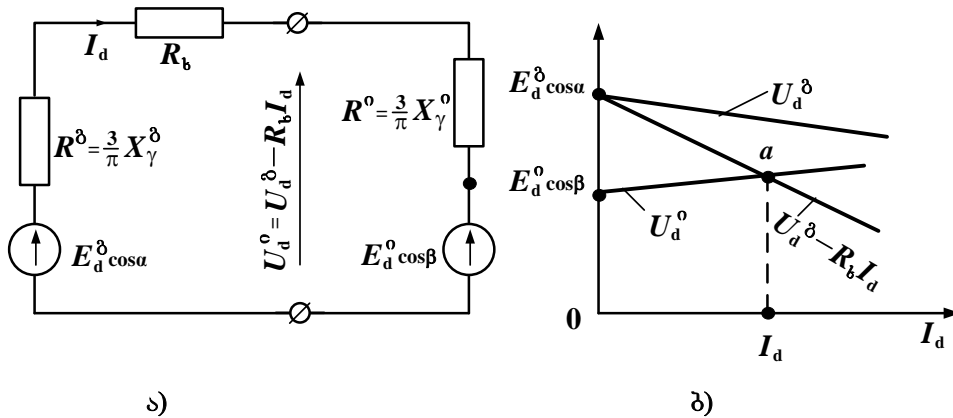 I_d
R_ხ
R^გ = 3/π X_γ^გ
E_d^გ cosα
U_d^ი = U_d^გ − R_ხ I_d
R^ი = 3/π X_γ^ი
E_d^ი cosβ
ა)
E_d^გ cosα
U_d^გ
a
E_d^ი cosβ
U_d^ი
U_d^გ − R_ხ I_d
0
I_d
I_d
ბ)